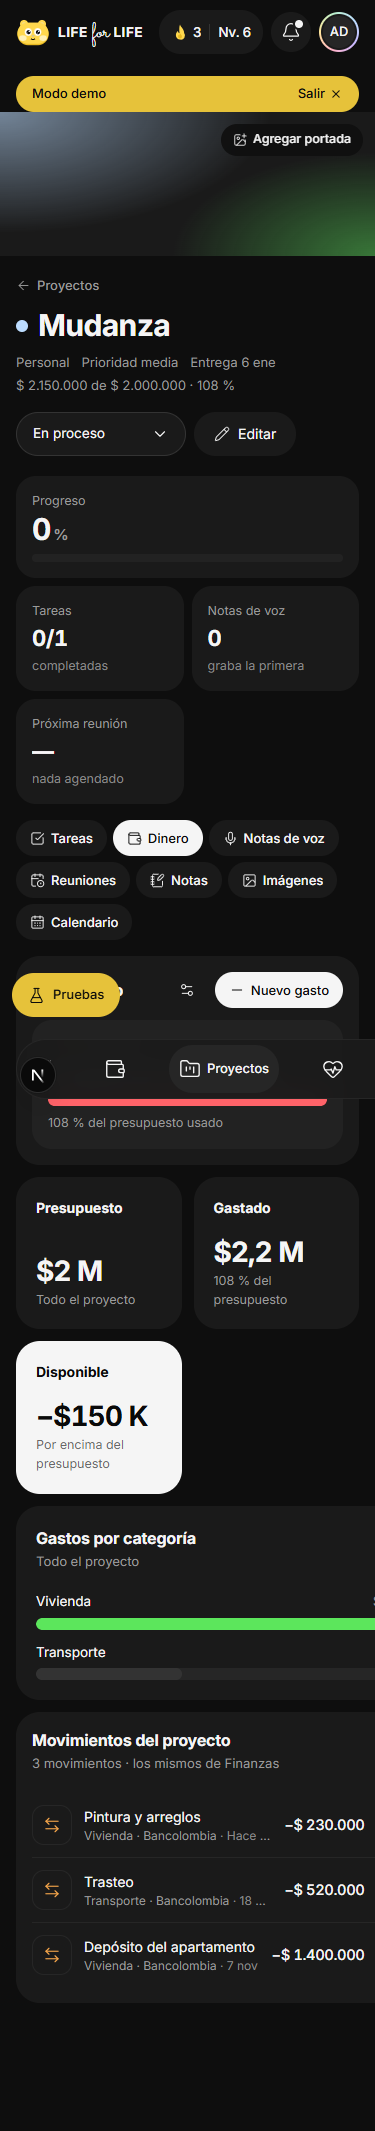 LIFE for LIFE
3 Nv. 6
AD
Modo demo Salir
Agregar portada
Proyectos
Mudanza
Personal Prioridad media Entrega 6 ene
$ 2.150.000 de $ 2.000.000 · 108 %
En proceso Editar
Progreso
0 %
Tareas
0/1
completadas
Notas de voz
0
graba la primera
Próxima reunión
—
nada agendado
Tareas Dinero Notas de voz
Reuniones Notas Imágenes
Calendario
Pruebas
Nuevo gasto
N
Proyectos
108 % del presupuesto usado
Presupuesto
$2 M
Todo el proyecto
Gastado
$2,2 M
108 % del
presupuesto
Disponible
–$150 K
Por encima del
presupuesto
Gastos por categoría
Todo el proyecto
Vivienda
Transporte
Movimientos del proyecto
3 movimientos · los mismos de Finanzas
Pintura y arreglos –$ 230.000
Vivienda · Bancolombia · Hace ...
Trasteo –$ 520.000
Transporte · Bancolombia · 18 ...
Depósito del apartamento –$ 1.400.000
Vivienda · Bancolombia · 7 nov